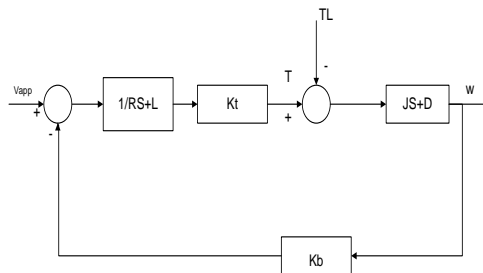 TL
-
Vapp
T
w
+
1/RS+L
Kt
+
JS+D
-
Kb